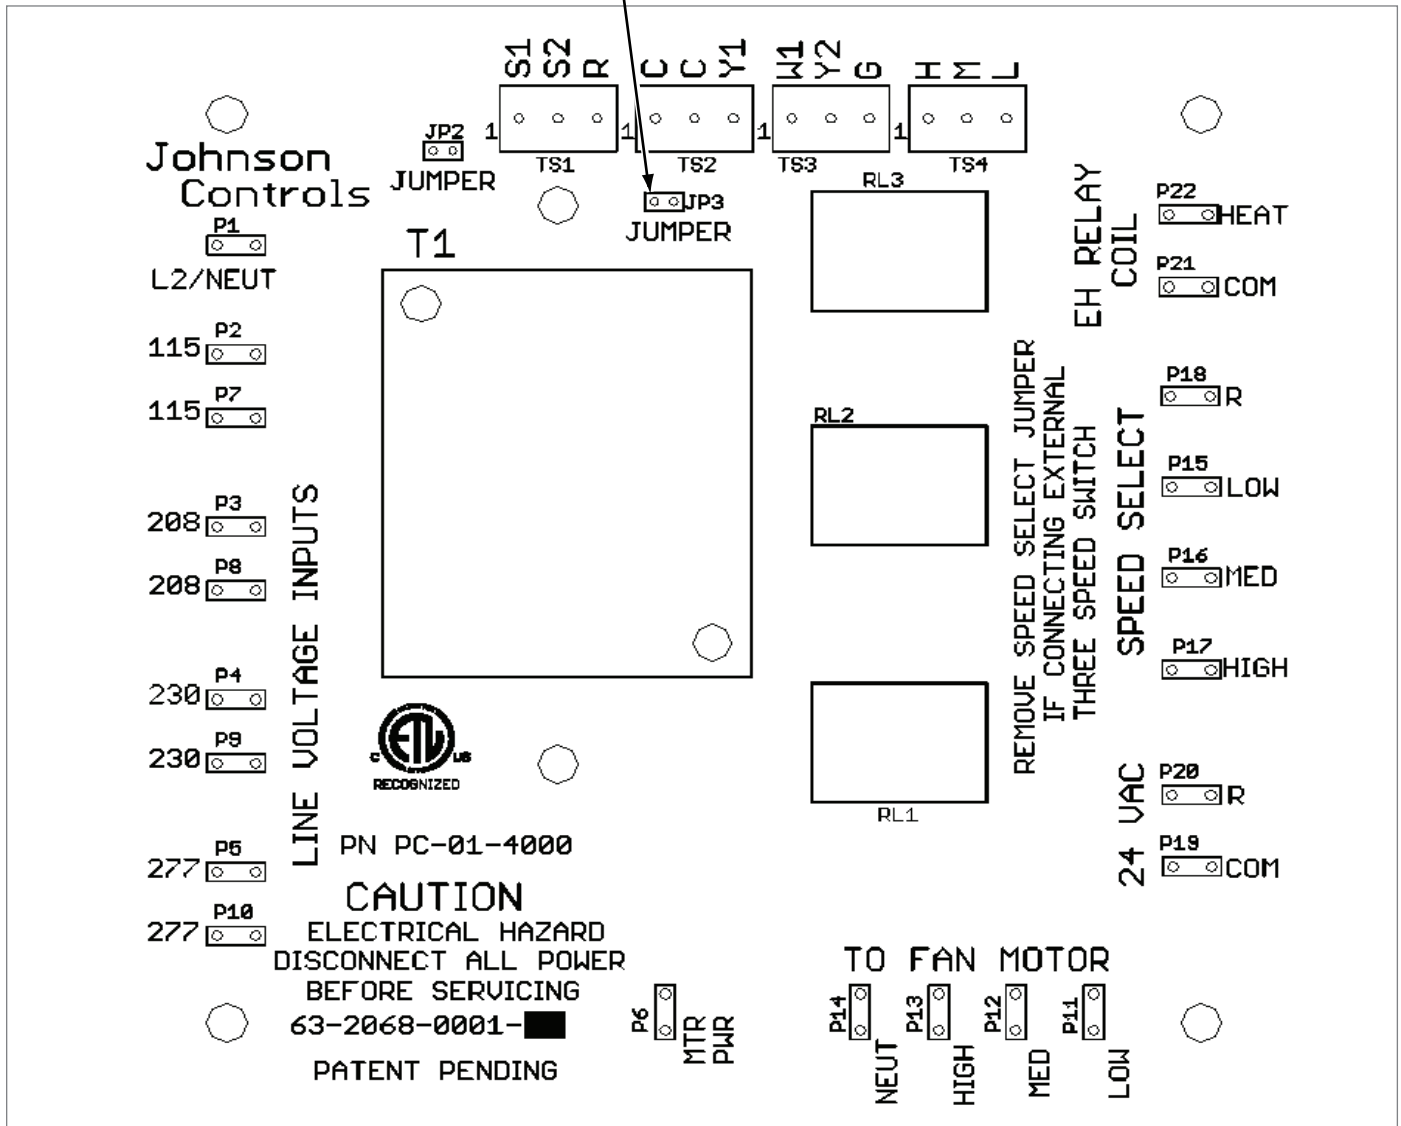 S1 S2 R C C Y1 W1 Y2 G H M L
1 1 1 1
TS1 TS2 TS3 TS4
Johnson
Controls
JP2
JUMPER
JP3
JUMPER
RL3
T1
P1
L2/NEUT
P2
115
P7
115
P3
208
P8
208
P4
230
P9
230
P5
277
P10
277
LINE VOLTAGE INPUTS
RL2
RL1
EH RELAY
COIL
P22
HEAT
P21
COM
REMOVE SPEED SELECT JUMPER
IF CONNECTING EXTERNAL
THREE SPEED SWITCH
SPEED SELECT
P18
R
P15
LOW
P16
MED
P17
HIGH
24 VAC
P20
R
P19
COM
C ETL US
RECOGNIZED
PN PC-01-4000
CAUTION
ELECTRICAL HAZARD
DISCONNECT ALL POWER
BEFORE SERVICING
63-2068-0001-
PATENT PENDING
P6
MTR
PWR
TO FAN MOTOR
P14 P13 P12 P11
NEUT HIGH MED LOW